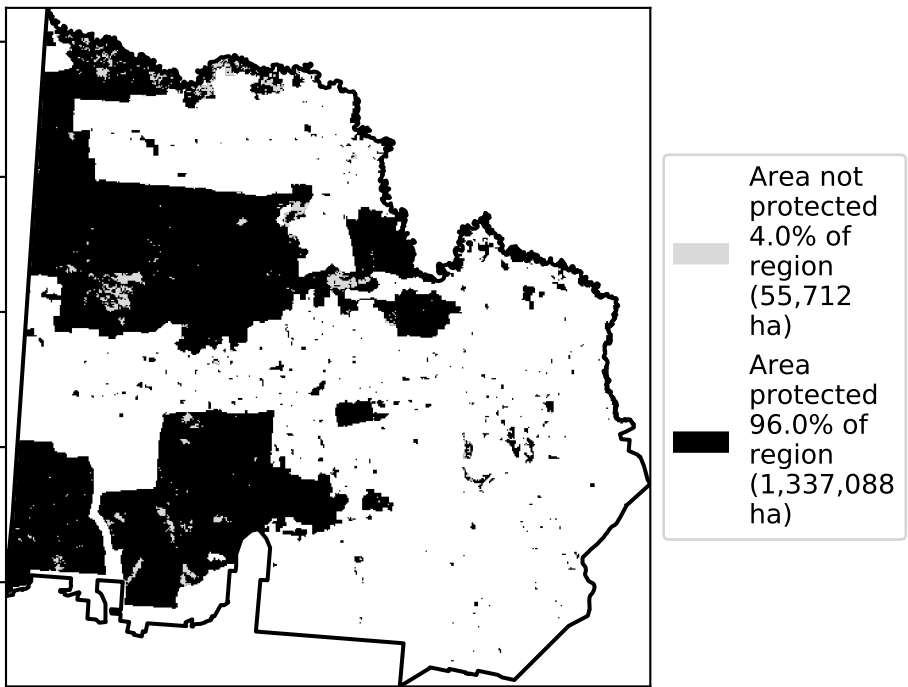 Area not
protected
4.0% of
region
(55,712
ha)
Area
protected
96.0% of
region
(1,337,088
ha)